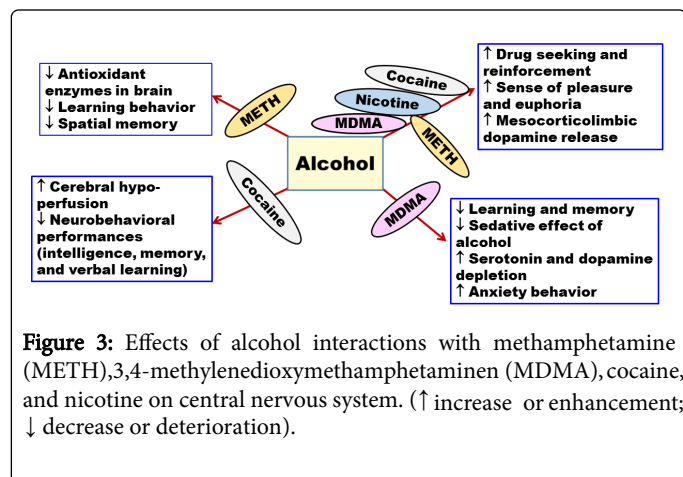 ↓ Antioxidant
enzymes in brain
↓ Learning behavior
↓ Spatial memory
METH
Cocaine
Nicotine
MDMA
METH
↑ Drug seeking and
reinforcement
↑ Sense of pleasure
and euphoria
↑ Mesocorticolimbic
dopamine release
Alcohol
↑ Cerebral hypo-
perfusion
↓ Neurobehavioral
performances
(intelligence, memory,
and verbal learning)
Cocaine
MDMA
↓ Learning and memory
↓ Sedative effect of
alcohol
↑ Serotonin and dopamine
depletion
↑ Anxiety behavior
Figure 3: Effects of alcohol interactions with methamphetamine
(METH),3,4-methylenedioxymethamphetaminen (MDMA), cocaine,
and nicotine on central nervous system. (↑ increase or enhancement;
↓ decrease or deterioration).